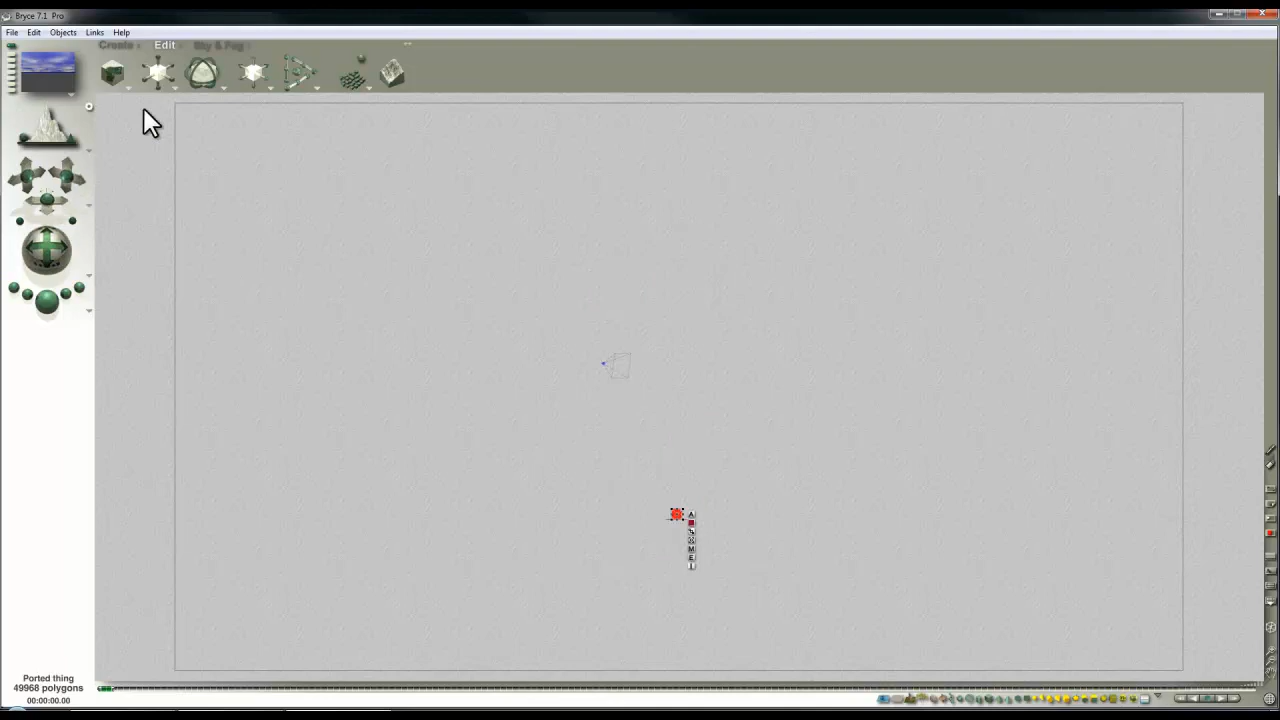 Bryce 7.1 Pro
File Edit Objects Links Help
Create Edit Sky & Fog
A
M
E
I
Ported thing
49968 polygons
00:00:00.00